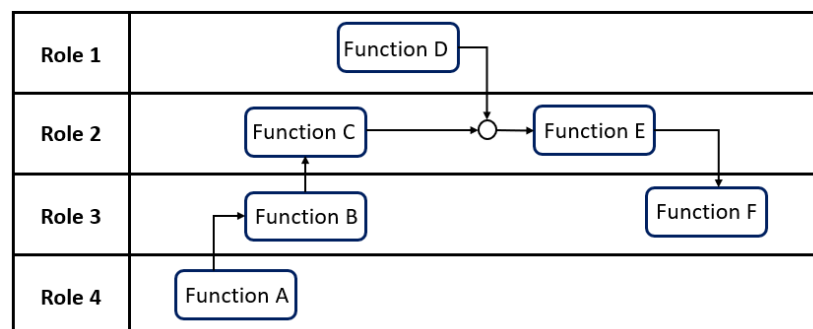 Role 1
Function D
Role 2
Function C
Function E
Role 3
Function B
Function F
Role 4
Function A